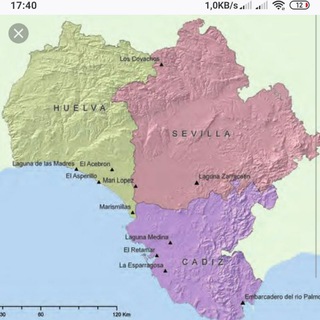 17:40
1,0KB/s
12
Los Covachos
HUELVA
SEVILLA
Laguna de las Madres
El Acebron
El Asperillo
Mari López
Laguna Zarracatin
Marismillas
Laguna Medina
El Retamar
CADIZ
La Esparragosa
Embarcadero del rio Palmo
0
30
60
120 Km